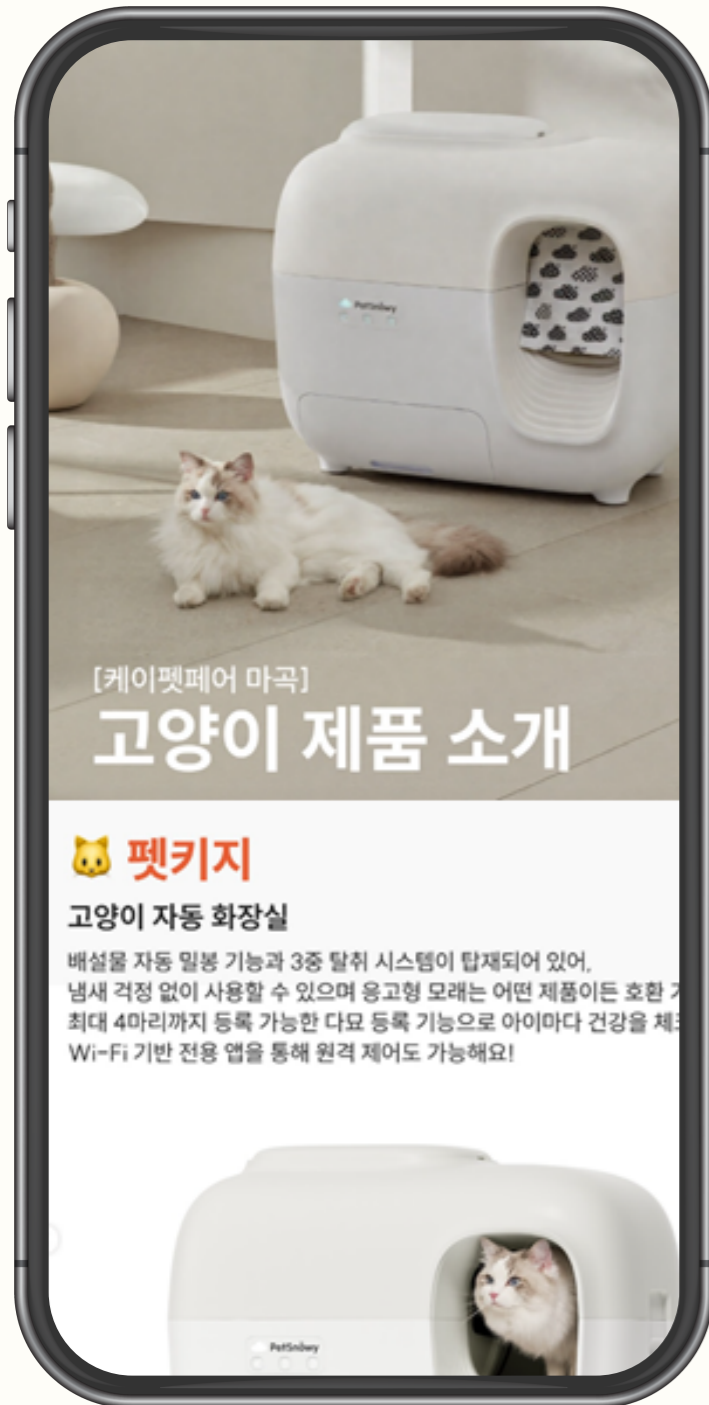 PetSnowy
[케이펫페어 마곡]
고양이 제품 소개
펫키지
고양이 자동 화장실
배설물 자동 밀봉 기능과 3중 탈취 시스템이 탑재되어 있어,
냄새 걱정 없이 사용할 수 있으며 응고형 모래는 어떤 제품이든 호환
최대 4마리까지 등록 가능한 다묘 등록 기능으로 아이마다 건강을
Wi-Fi 기반 전용 앱을 통해 원격 제어도 가능해요!
PetSnöwy